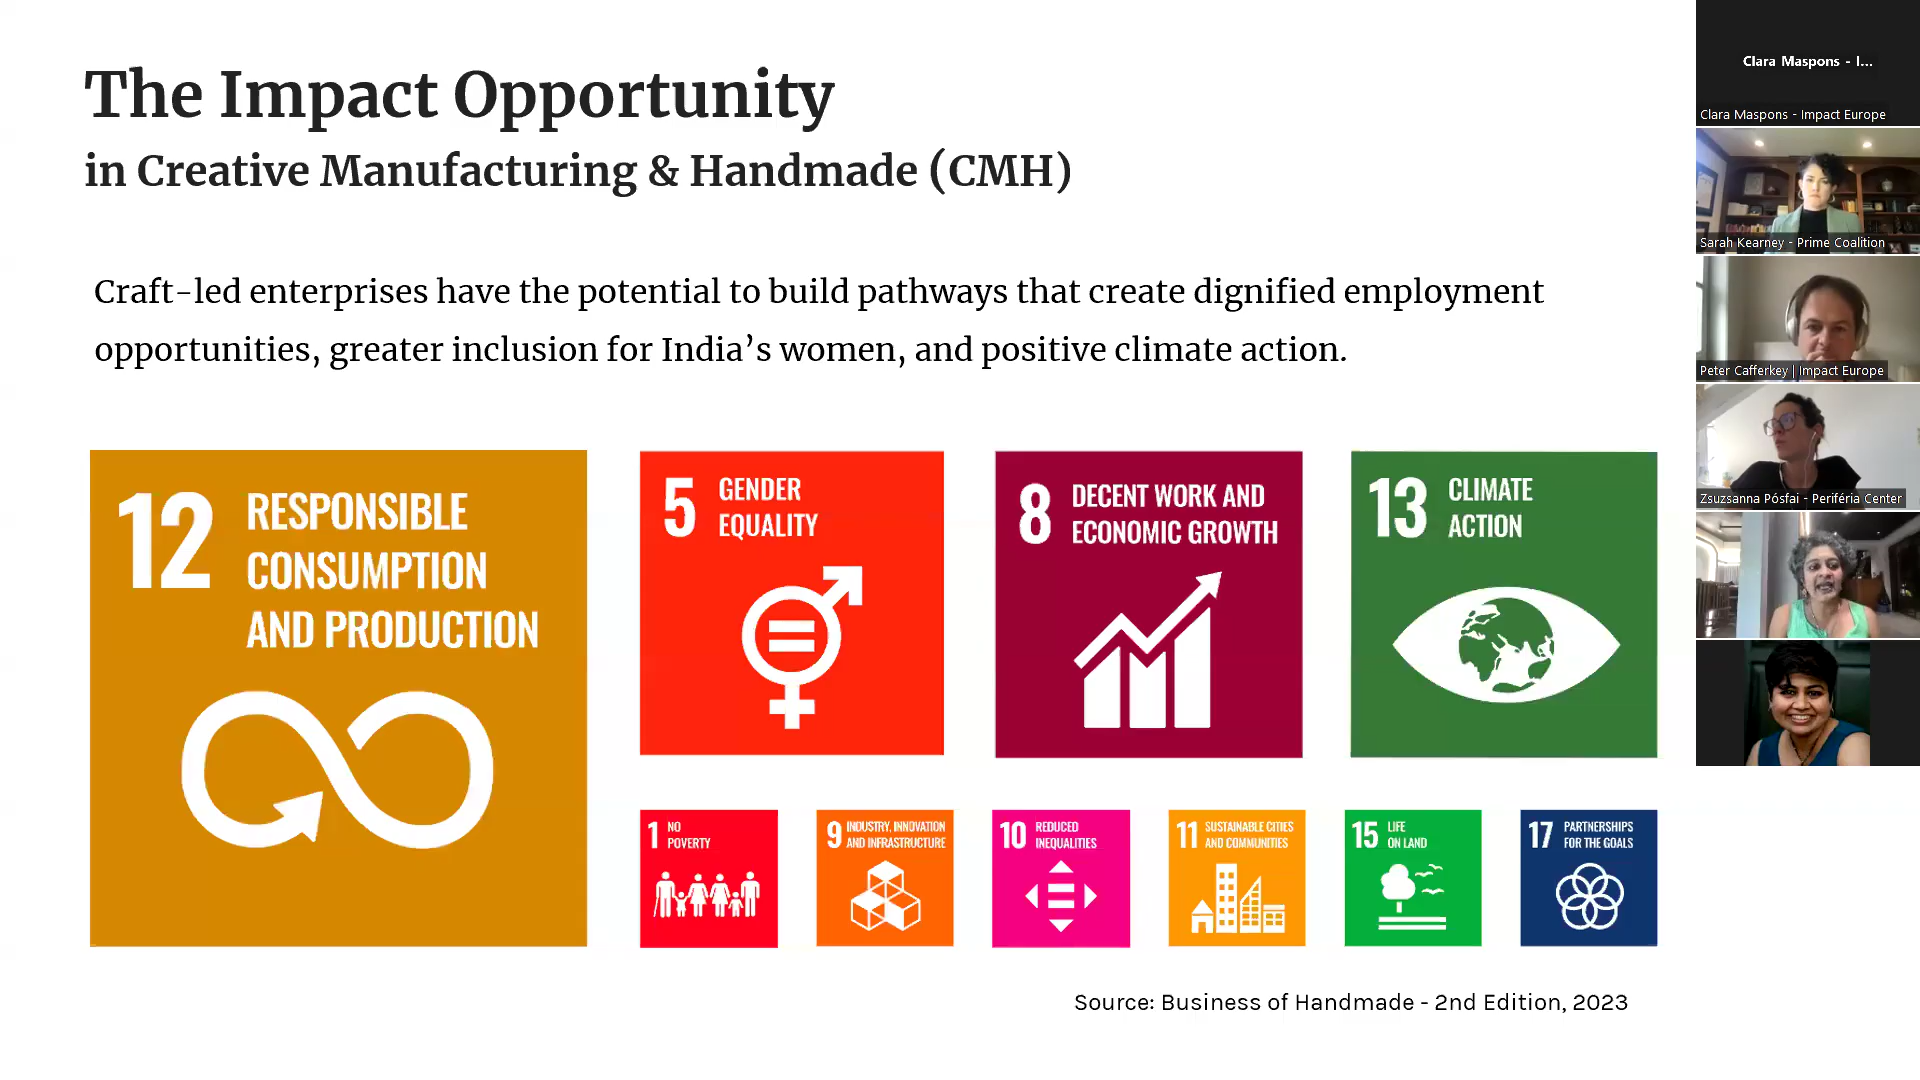 The Impact Opportunity
in Creative Manufacturing & Handmade (CMH)
Craft-led enterprises have the potential to build pathways that create dignified employment
opportunities, greater inclusion for India’s women, and positive climate action.
12 RESPONSIBLE
CONSUMPTION
AND PRODUCTION
5 GENDER
EQUALITY
8 DECENT WORK AND
ECONOMIC GROWTH
13 CLIMATE
ACTION
1 NO
POVERTY
9 INDUSTRY, INNOVATION
AND INFRASTRUCTURE
10 REDUCED
INEQUALITIES
11 SUSTAINABLE CITIES
AND COMMUNITIES
15 LIFE
ON LAND
17 PARTNERSHIPS
FOR THE GOALS
Source: Business of Handmade - 2nd Edition, 2023
Clara Maspons - I...
Clara Maspons - Impact Europe
Sarah Kearney - Prime Coalition
Peter Cafferkey | Impact Europe
Zsuzsanna Pósfai - Periféria Center